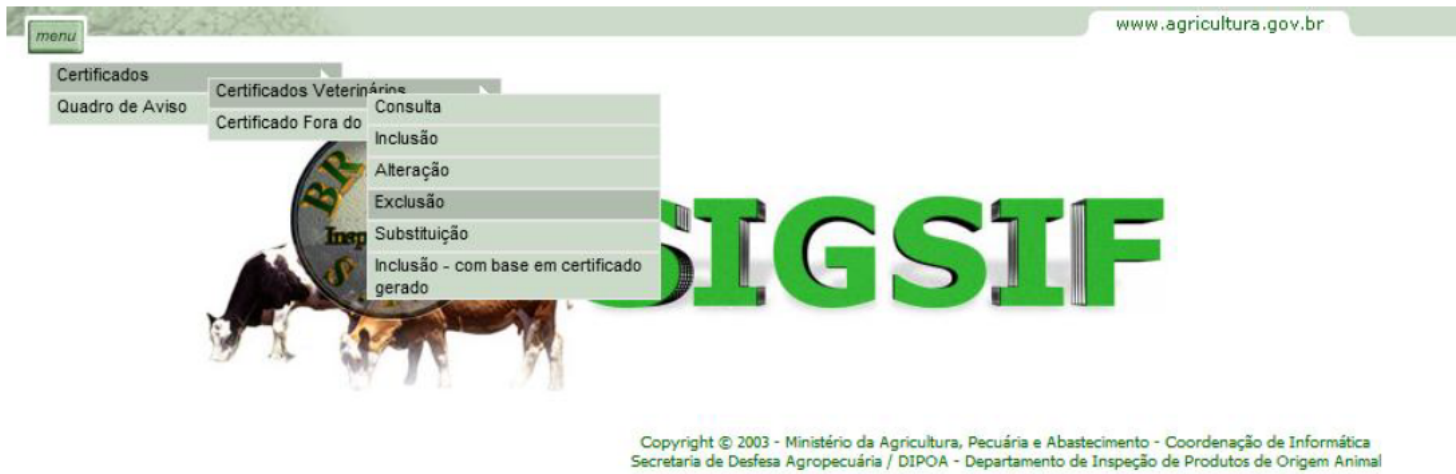 menu
www.agricultura.gov.br
Certificados
Quadro de Aviso
Certificados Veterinários
Certificado Fora do
Consulta
Inclusão
Alteração
Exclusão
Substituição
Inclusão - com base em certificado
gerado
BR
Insp
SIGSIF
Copyright © 2003 - Ministério da Agricultura, Pecuária e Abastecimento - Coordenação de Informática
Secretaria de Desfesa Agropecuária / DIPOA - Departamento de Inspeção de Produtos de Origem Animal